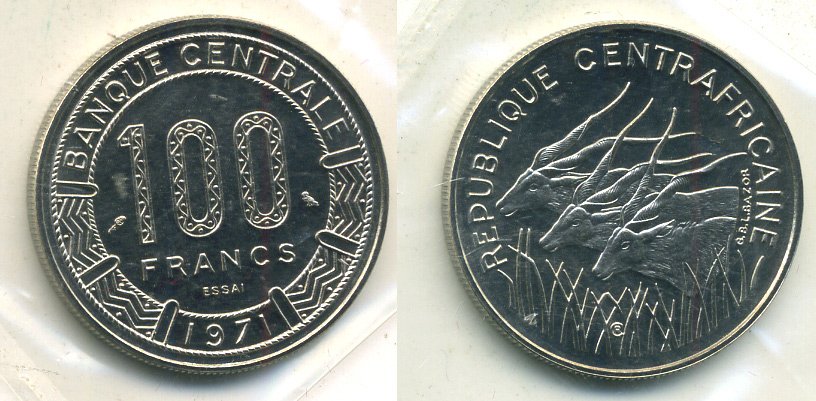 BANQUE CENTRALE
100
FRANCS
ESSAI
1971
REPUBLIQUE CENTRAFRICAINE
G.B.L.BAZOR